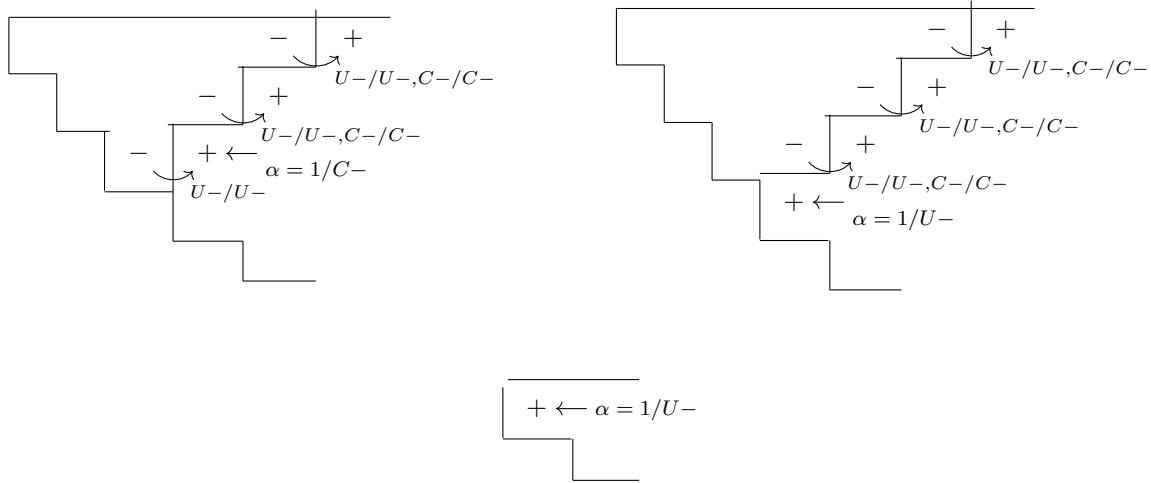 − +
U−/U−,C−/C−
− +
U−/U−,C−/C−
− + ←
α = 1/C−
U−/U−
− +
U−/U−,C−/C−
− +
U−/U−,C−/C−
− +
U−/U−,C−/C−
+ ←
α = 1/U−
+ ← α = 1/U−